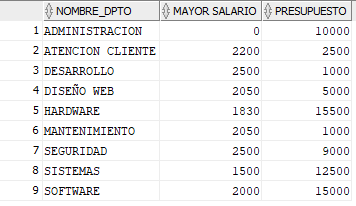 NOMBRE_DPTO MAYOR SALARIO PRESUPUESTO
1 ADMINISTRACION 0 10000
2 ATENCION CLIENTE 2200 2500
3 DESARROLLO 2500 1000
4 DISEÑO WEB 2050 5000
5 HARDWARE 1830 15500
6 MANTENIMIENTO 2050 1000
7 SEGURIDAD 2500 9000
8 SISTEMAS 1500 12500
9 SOFTWARE 2000 15000